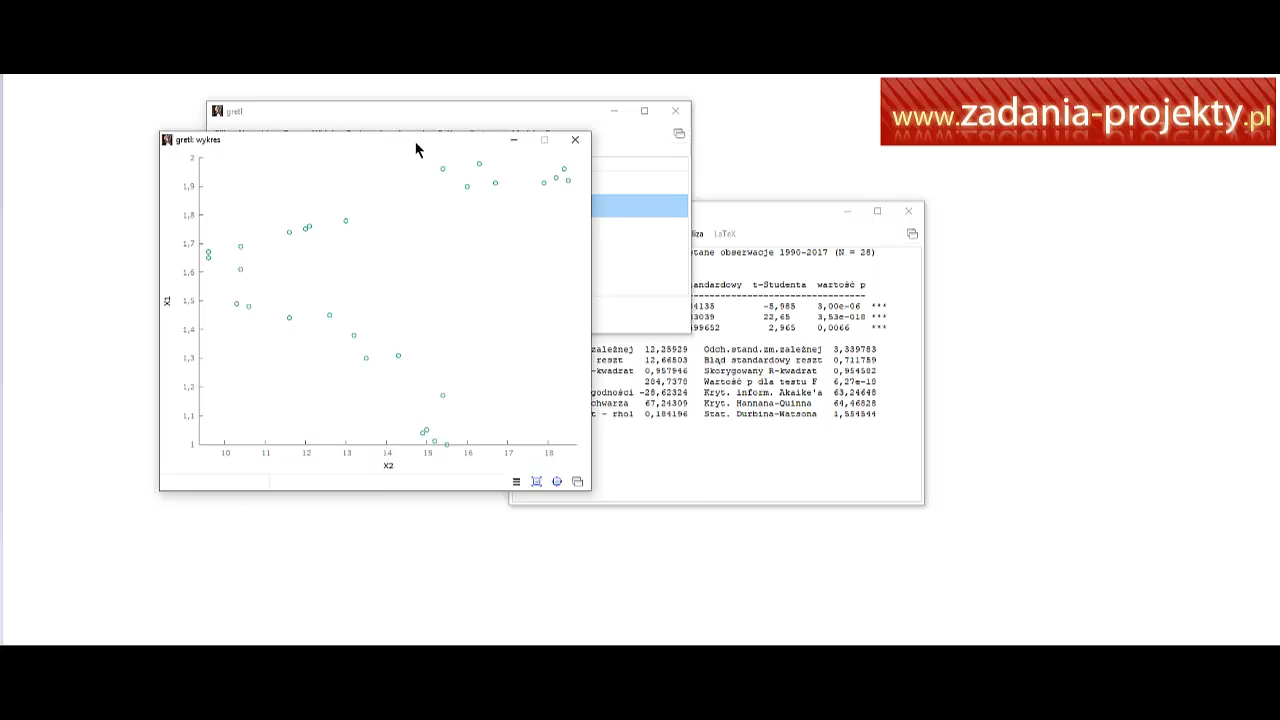 www.zadania-projekty.pl
gretl
gretl: wykres
2
1,9
1,8
1,7
1,6
1,5
1,4
1,3
1,2
1,1
1
X1
10 11 12 13 14 15 16 17 18
X2
liza LaTeX
tane obserwacje 1990-2017 (N = 28)
andardowy t-Studenta wartość p
4135 -5,985 3,00e-06 ***
3039 22,65 3,53e-018 ***
99652 2,965 0,0066 ***
zależnej 12,25929 Odch.stand.zm.zależnej 3,339783
reszt 12,66503 Błąd standardowy reszt 0,711759
-kwadrat 0,957946 Skorygowany R-kwadrat 0,954582
284,7378 Wartość p dla testu F 6,27e-18
godności -28,62324 Kryt. inform. Akaike'a 63,24648
chwarza 67,24309 Kryt. Hannana-Quinna 64,46828
t - rho1 0,184196 Stat. Durbina-Watsona 1,554544